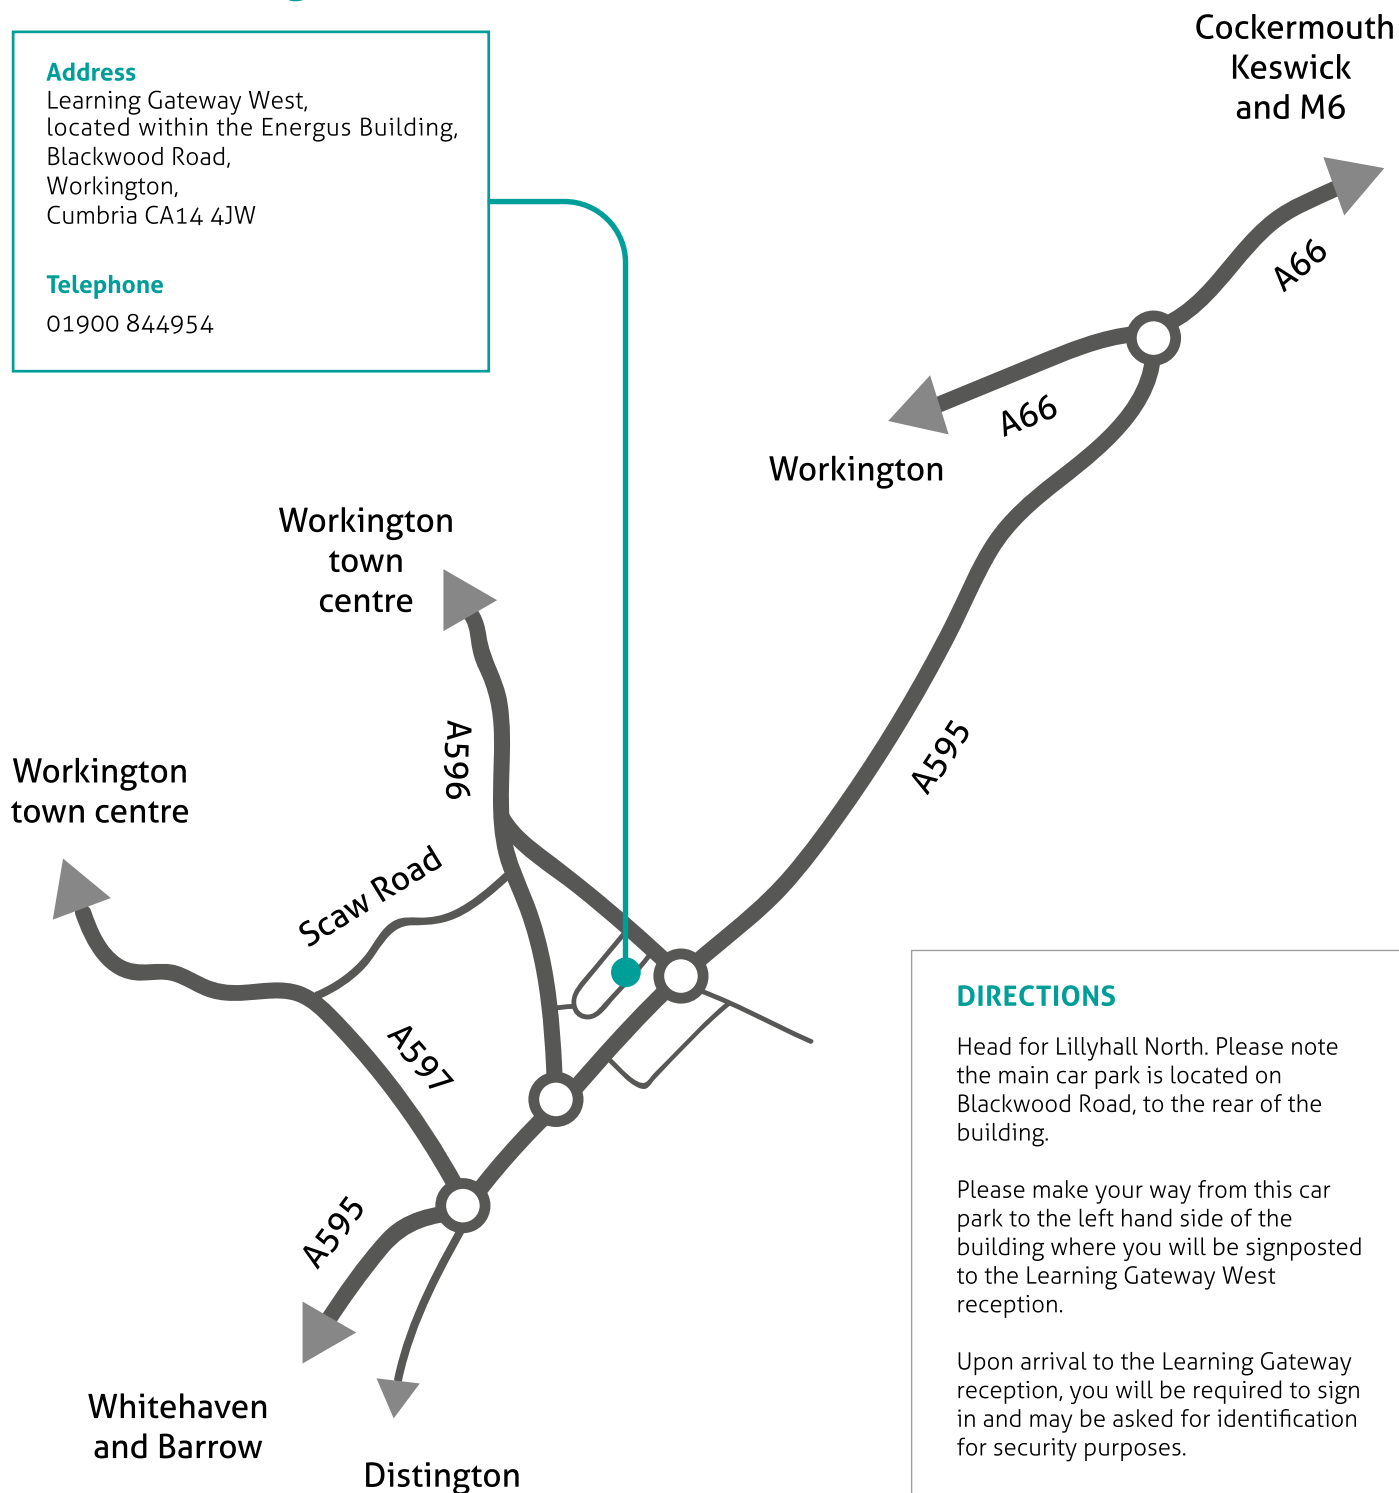 Address
Learning Gateway West,
located within the Energus Building,
Blackwood Road,
Workington,
Cumbria CA14 4JW
Telephone
01900 844954
Cockermouth
Keswick
and M6
A66
A66
Workington
Workington
town
centre
A596
A595
Workington
town centre
Scaw Road
A597
A595
Whitehaven
and Barrow
Distington
DIRECTIONS
Head for Lillyhall North. Please note
the main car park is located on
Blackwood Road, to the rear of the
building.
Please make your way from this car
park to the left hand side of the
building where you will be signposted
to the Learning Gateway West
reception.
Upon arrival to the Learning Gateway
reception, you will be required to sign
in and may be asked for identification
for security purposes.